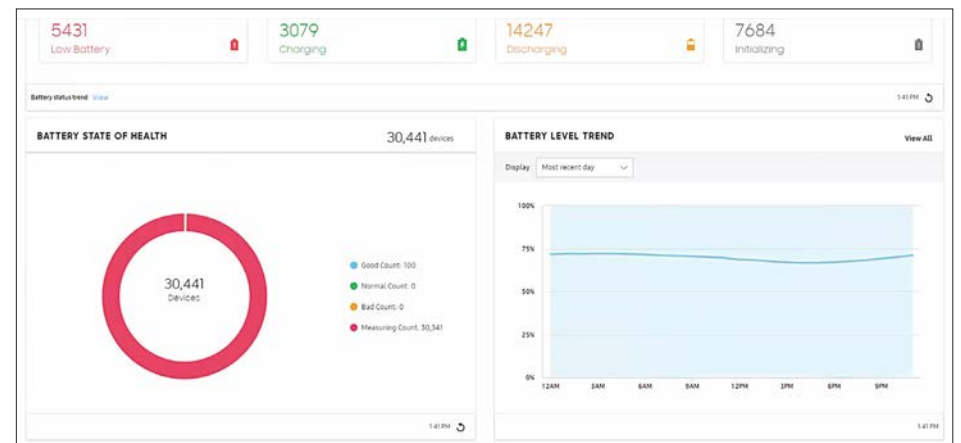 5431
Low Battery
3079
Charging
14247
Discharging
7684
Initializing
Battery status trend View
1:41 PM
BATTERY STATE OF HEALTH
30,441 devices
30,441
Devices
Good Count: 100
Normal Count: 0
Bad Count: 0
Measuring Count: 30,341
1:41 PM
BATTERY LEVEL TREND
View All
Display Most recent day
100%
75%
50%
25%
0%
12AM 3AM 6AM 9AM 12PM 3PM 6PM 9PM
1:41 PM